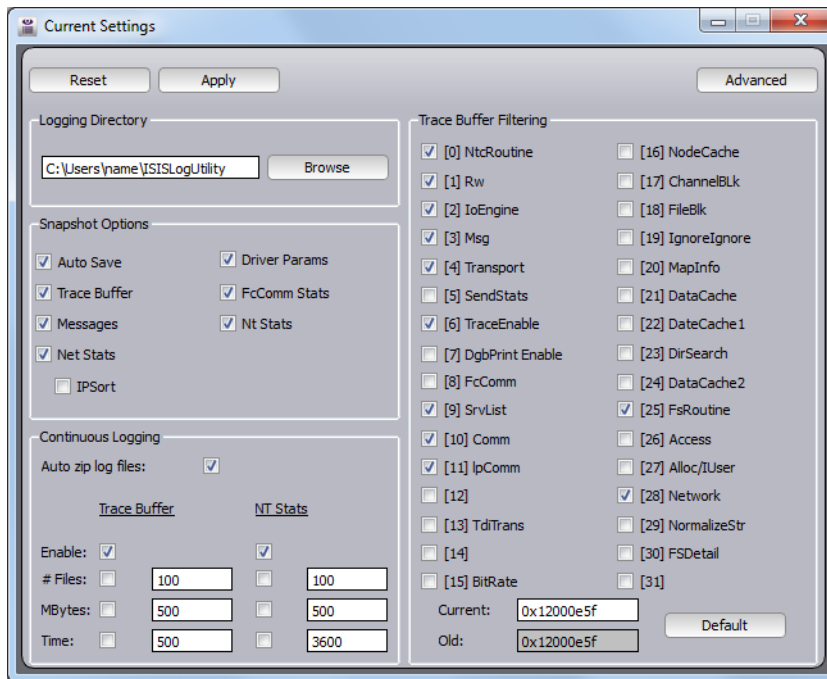 Current Settings
Reset
Apply
Advanced
Logging Directory
C:\Users\name\ISISLogUtility
Browse
Snapshot Options
Auto Save
Driver Params
Trace Buffer
FcComm Stats
Messages
Nt Stats
Net Stats
IPSort
Continuous Logging
Auto zip log files:
Trace Buffer
NT Stats
Enable:
# Files: 100 100
MBytes: 500 500
Time: 500 3600
Trace Buffer Filtering
[0] NtcRoutine
[1] Rw
[2] IoEngine
[3] Msg
[4] Transport
[5] SendStats
[6] TraceEnable
[7] DgbPrint Enable
[8] FcComm
[9] SrvList
[10] Comm
[11] lpComm
[12]
[13] TdiTrans
[14]
[15] BitRate
[16] NodeCache
[17] ChannelBLk
[18] FileBlk
[19] IgnoreIgnore
[20] MapInfo
[21] DataCache
[22] DateCache1
[23] DirSearch
[24] DataCache2
[25] FsRoutine
[26] Access
[27] Alloc/IUser
[28] Network
[29] NormalizeStr
[30] FSDetail
[31]
Current: 0x12000e5f
Old: 0x12000e5f
Default